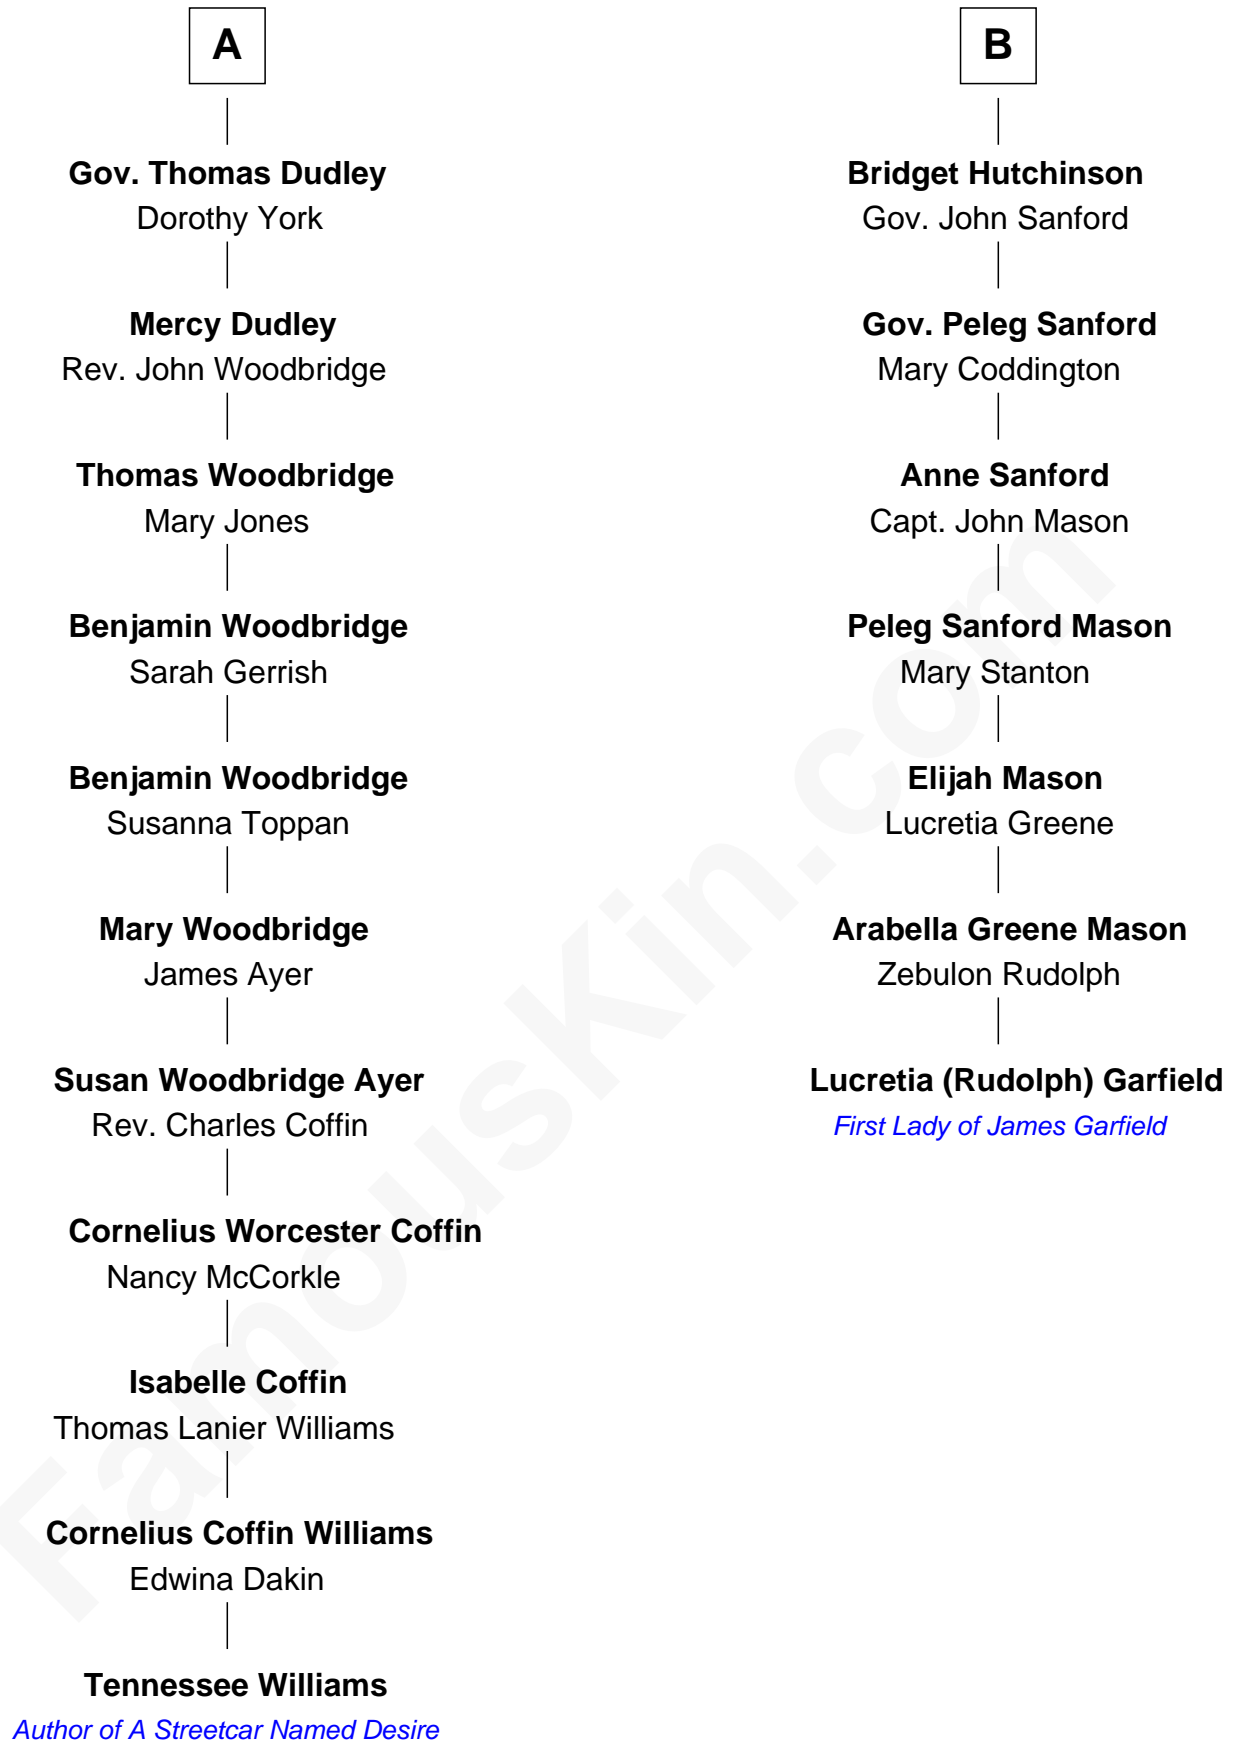 A
Gov. Thomas Dudley
Dorothy York
Mercy Dudley
Rev. John Woodbridge
Thomas Woodbridge
Mary Jones
Benjamin Woodbridge
Sarah Gerrish
Benjamin Woodbridge
Susanna Toppan
Mary Woodbridge
James Ayer
Susan Woodbridge Ayer
Rev. Charles Coffin
Cornelius Worcester Coffin
Nancy McCorkle
Isabelle Coffin
Thomas Lanier Williams
Cornelius Coffin Williams
Edwina Dakin
Tennessee Williams
Author of A Streetcar Named Desire
B
Bridget Hutchinson
Gov. John Sanford
Gov. Peleg Sanford
Mary Coddington
Anne Sanford
Capt. John Mason
Peleg Sanford Mason
Mary Stanton
Elijah Mason
Lucretia Greene
Arabella Greene Mason
Zebulon Rudolph
Lucretia (Rudolph) Garfield
First Lady of James Garfield
FamousKin.com